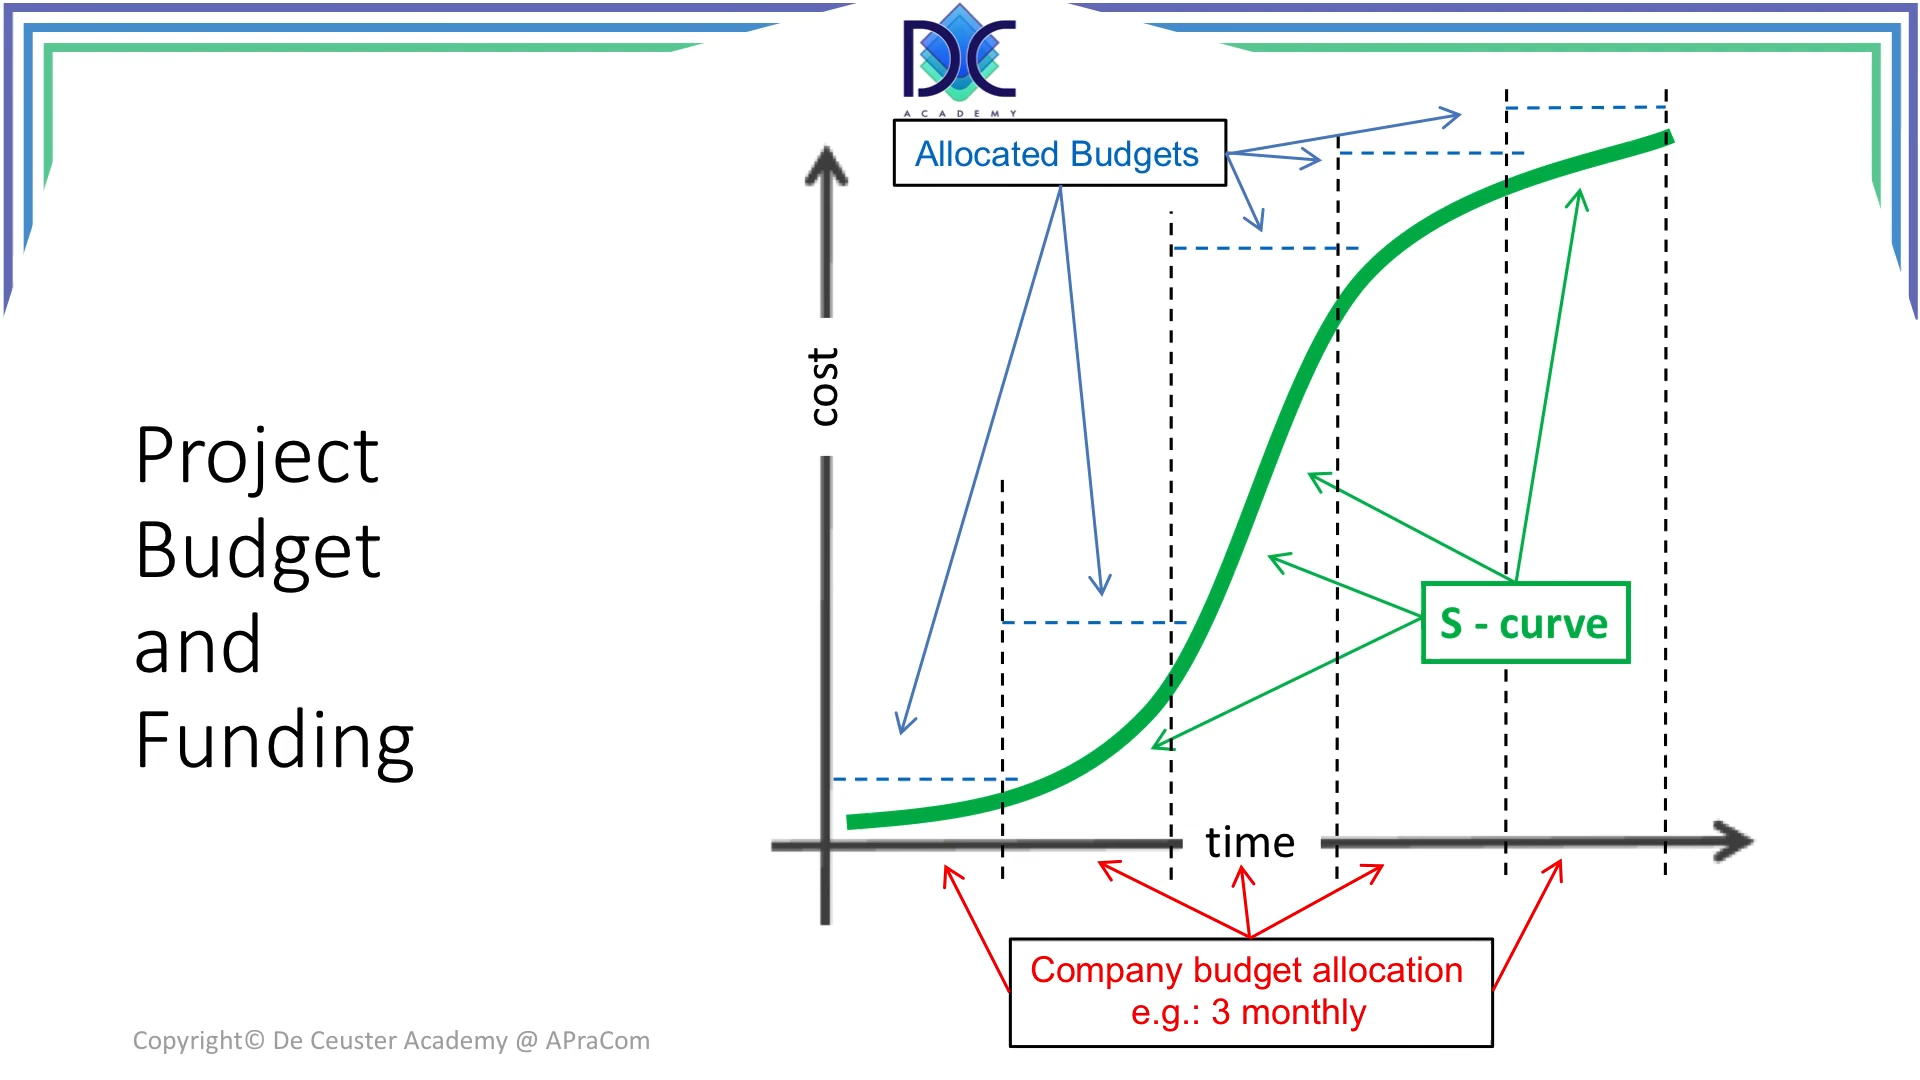 DC
ACADEMY
Allocated Budgets
cost
Project
Budget
and
Funding
S - curve
time
Company budget allocation
e.g.: 3 monthly
Copyright© De Ceuster Academy @ APraCom